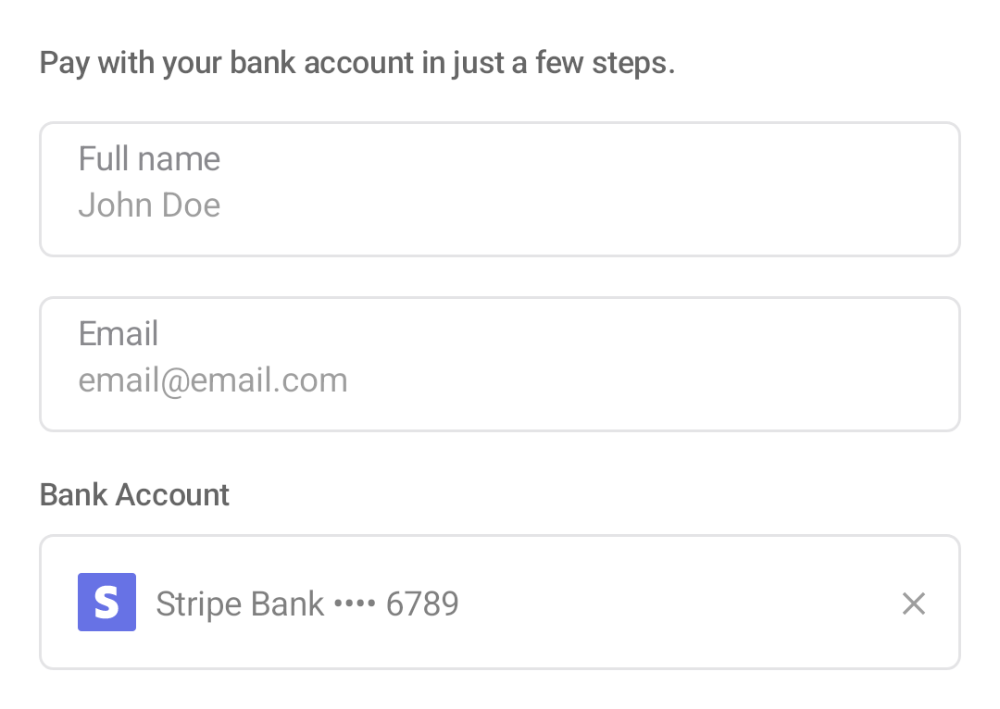 Pay with your bank account in just a few steps.
Full name
John Doe
Email
email@email.com
Bank Account
S Stripe Bank •••• 6789